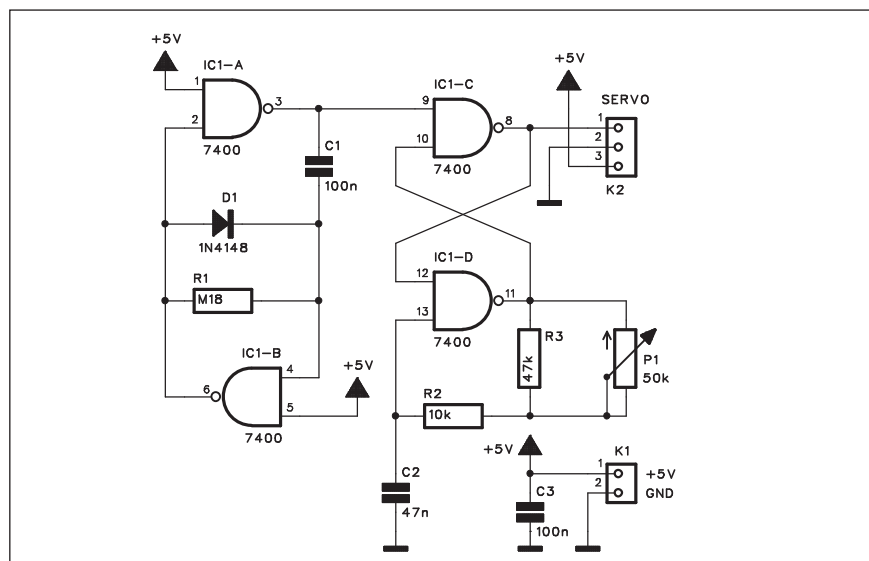 +5V
IC1-A
1
2
3
7400
C1
100n
D1
1N4148
R1
M18
IC1-B
6
4
5
7400
+5V
IC1-C
9
10
8
7400
+5V
SERVO
1
2
3
K2
IC1-D
12
13
11
7400
R3
47k
P1
50k
R2
10k
C2
47n
+5V
C3
100n
K1
1
2
+5V
GND